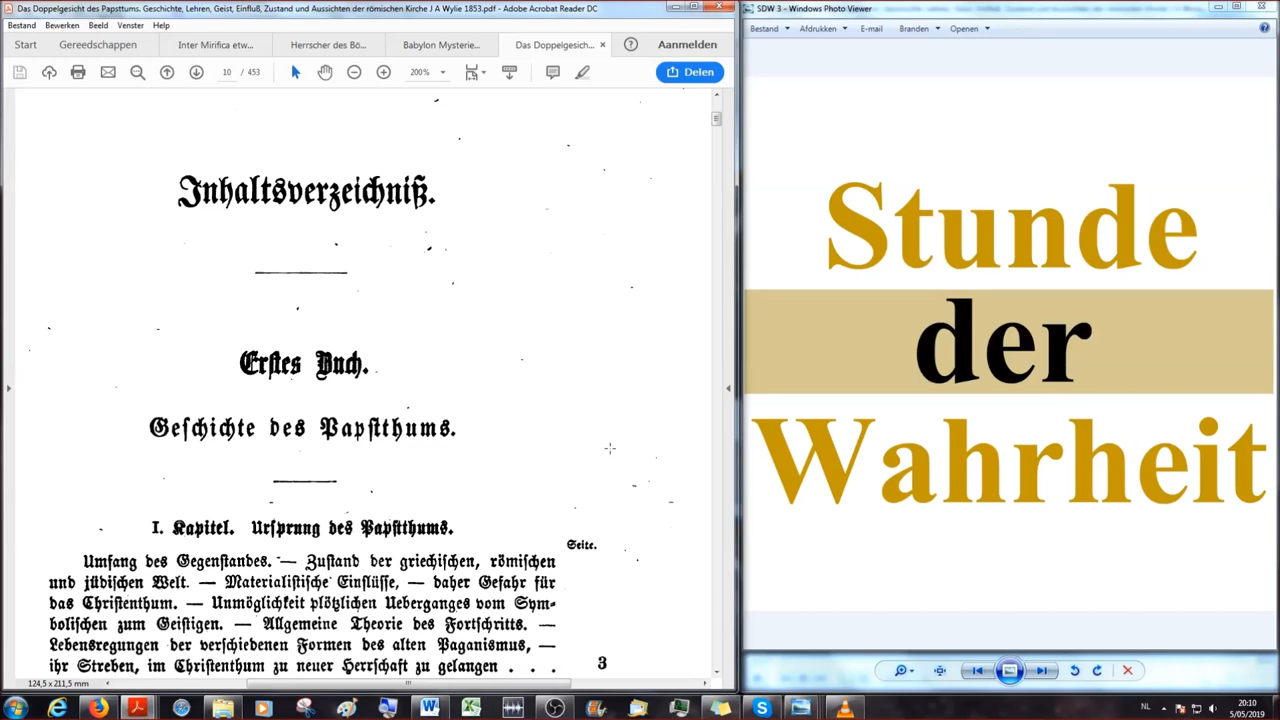 Das Doppelgesicht des Papsttums. Geschichte, Lehren, Geist, Einfluß, Zustand und Aussichten der römischen Kirche J A Wylie 1853.pdf - Adobe Acrobat Reader DC
Bestand Bewerken Beeld Venster Help
Start Gereedschappen Inter Mirifica etw... Herrscher des Bö... Babylon Mysterie... Das Doppelgesich... × Aanmelden
10 / 453 200% Delen
Inhaltsverzeichniß.
Erstes Buch.
Geschichte des Papstthums.
I. Kapitel. Ursprung des Papstthums.
Seite.
Umfang des Gegenstandes. — Zustand der griechischen, römischen
und jüdischen Welt. — Materialistische Einflüsse, — daher Gefahr für
das Christenthum. — Unmöglichkeit plötzlichen Ueberganges vom Sym-
bolischen zum Geistigen. — Allgemeine Theorie des Fortschritts. —
Lebensregungen der verschiedenen Formen des alten Paganismus, —
ihr Streben, im Christenthum zu neuer Herrschaft zu gelangen . . . 3
124,5 x 211,5 mm
SDW 3 - Windows Photo Viewer
Bestand Afdrukken E-mail Branden Openen
Stunde
der
Wahrheit
NL
20:10
5/05/2019